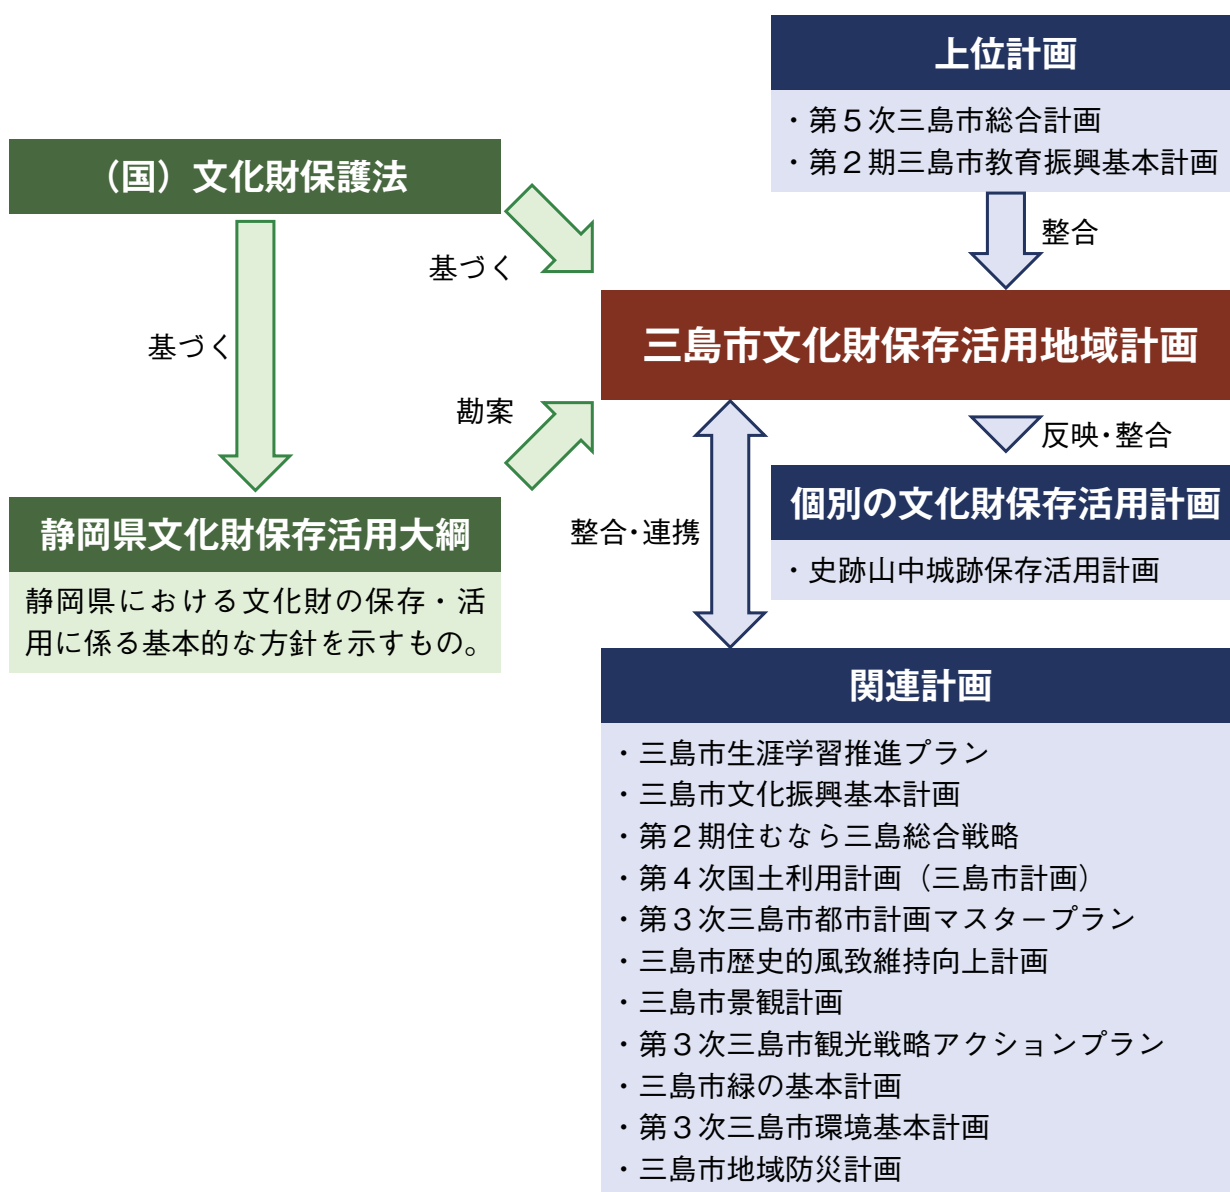 上位計画
・第５次三島市総合計画
・第２期三島市教育振興基本計画
（国）文化財保護法
基づく
整合
基づく
三島市文化財保存活用地域計画
勘案
反映・整合
静岡県文化財保存活用大綱
静岡県における文化財の保存・活
用に係る基本的な方針を示すもの。
整合・連携
個別の文化財保存活用計画
・史跡山中城跡保存活用計画
関連計画
・三島市生涯学習推進プラン
・三島市文化振興基本計画
・第２期住むなら三島総合戦略
・第４次国土利用計画（三島市計画）
・第３次三島市都市計画マスタープラン
・三島市歴史的風致維持向上計画
・三島市景観計画
・第３次三島市観光戦略アクションプラン
・三島市緑の基本計画
・第３次三島市環境基本計画
・三島市地域防災計画